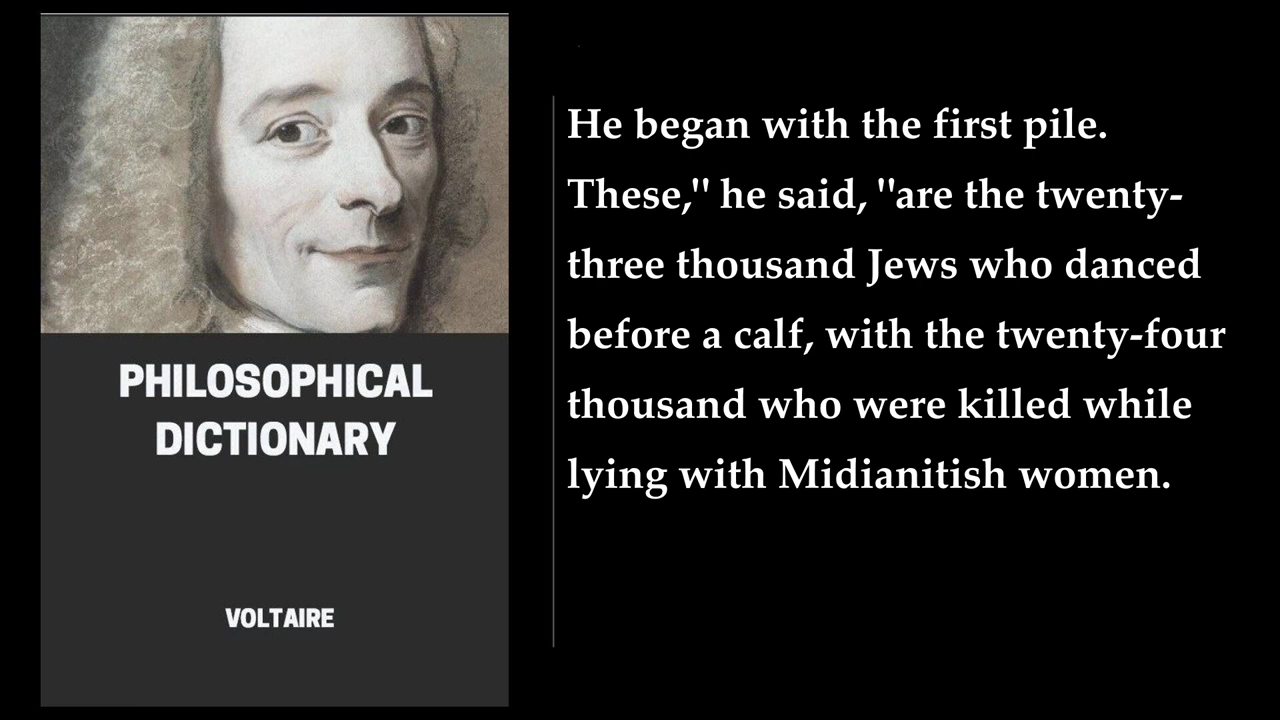 PHILOSOPHICAL
DICTIONARY
VOLTAIRE
He began with the first pile.
These," he said, "are the twenty-
three thousand Jews who danced
before a calf, with the twenty-four
thousand who were killed while
lying with Midianitish women.